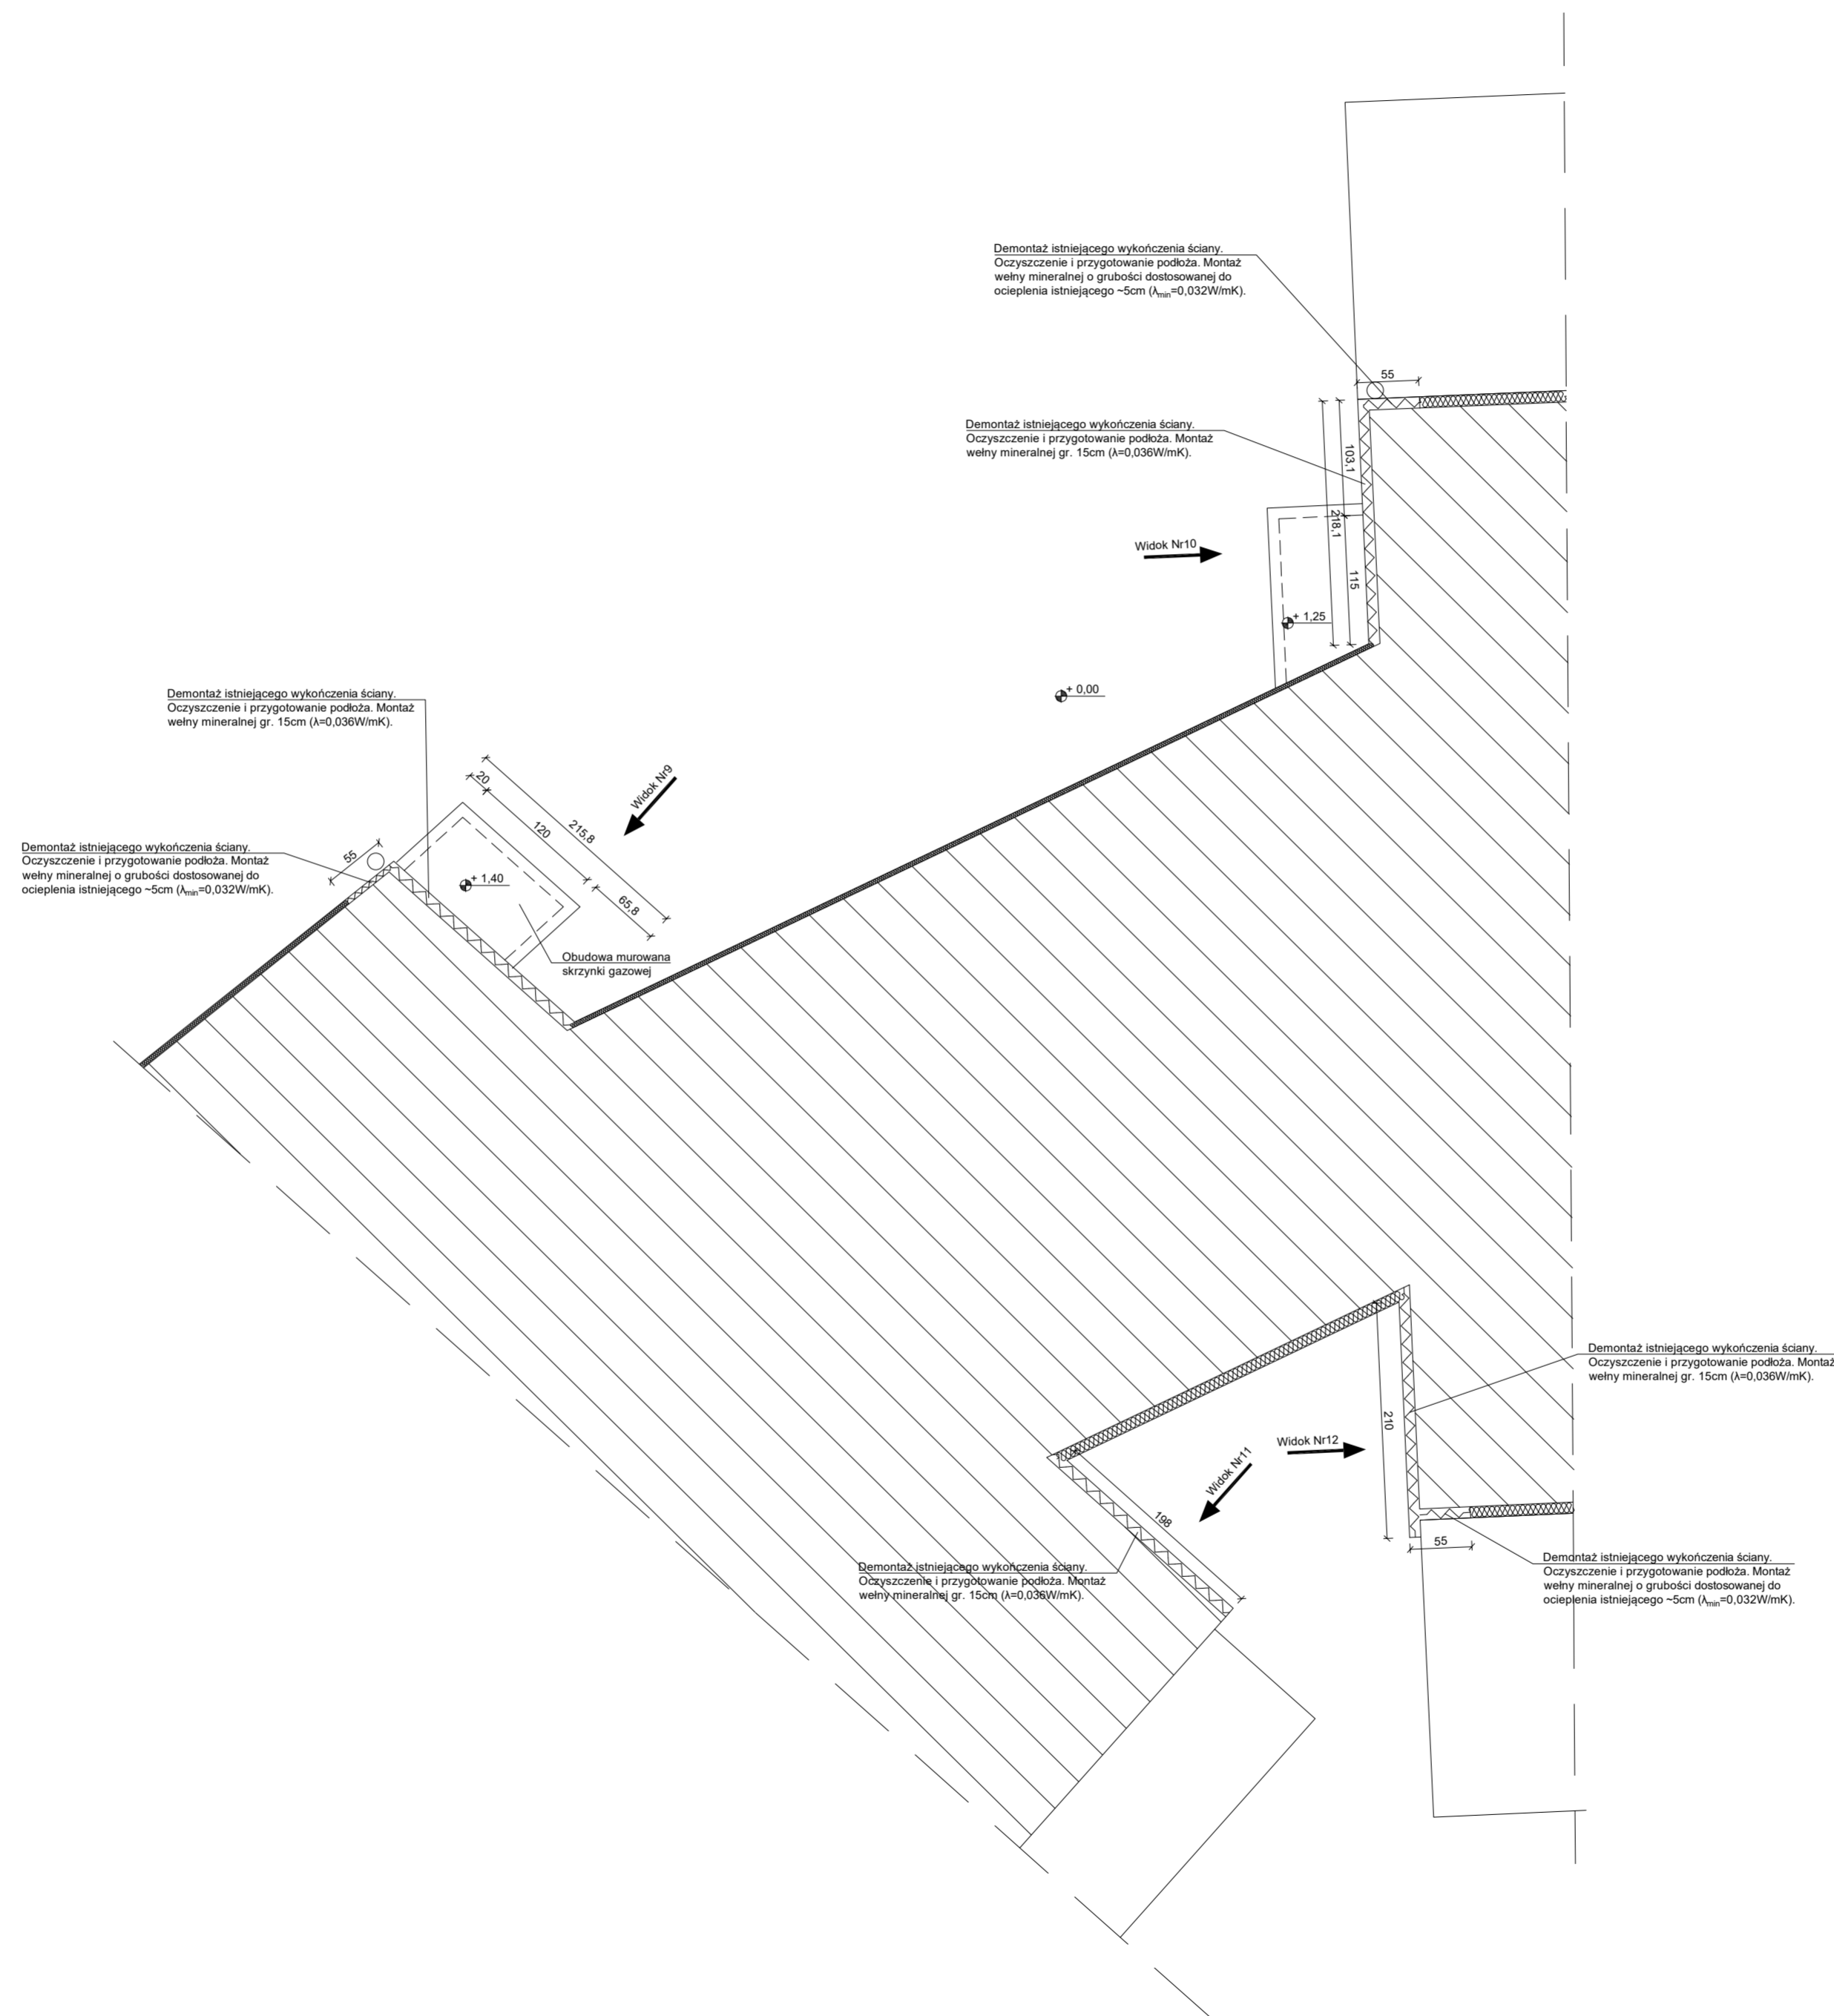 Demontaż istniejącego wykończenia ściany.
Oczyszczenie i przygotowanie podłoża. Montaż
wełny mineralnej o grubości dostosowanej do
ocieplenia istniejącego ~5cm (λmin=0,032W/mK).
55
Demontaż istniejącego wykończenia ściany.
Oczyszczenie i przygotowanie podłoża. Montaż
wełny mineralnej gr. 15cm (λ=0,036W/mK).
103,1
218,1
115
Widok Nr10
+ 1,25
+ 0,00
Demontaż istniejącego wykończenia ściany.
Oczyszczenie i przygotowanie podłoża. Montaż
wełny mineralnej gr. 15cm (λ=0,036W/mK).
20
120
215,8
65,8
Widok Nr9
Demontaż istniejącego wykończenia ściany.
Oczyszczenie i przygotowanie podłoża. Montaż
wełny mineralnej o grubości dostosowanej do
ocieplenia istniejącego ~5cm (λmin=0,032W/mK).
55
+ 1,40
Obudowa murowana
skrzynki gazowej
Demontaż istniejącego wykończenia ściany.
Oczyszczenie i przygotowanie podłoża. Montaż
wełny mineralnej gr. 15cm (λ=0,036W/mK).
210
Widok Nr12
Widok Nr11
198
55
Demontaż istniejącego wykończenia ściany.
Oczyszczenie i przygotowanie podłoża. Montaż
wełny mineralnej gr. 15cm (λ=0,036W/mK).
Demontaż istniejącego wykończenia ściany.
Oczyszczenie i przygotowanie podłoża. Montaż
wełny mineralnej o grubości dostosowanej do
ocieplenia istniejącego ~5cm (λmin=0,032W/mK).